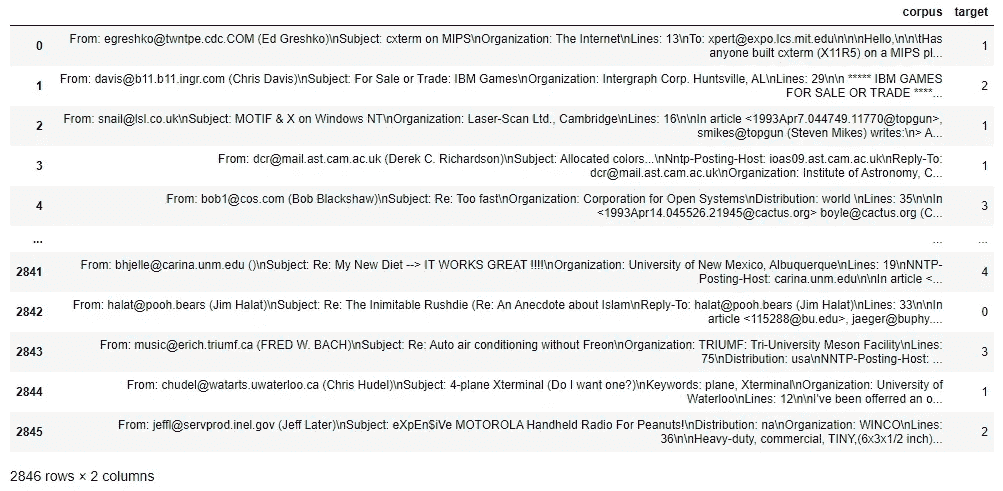 corpus target
0 From: egreshko@twntpe.cdc.COM (Ed Greshko)\nSubject: cxterm on MIPS\nOrganization: The Internet\nLines: 13\nTo: xpert@expo.lcs.mit.edu\n\n\nHello,\n\n\tHas
anyone built cxterm (X11R5) on a MIPS pl... 1
1 From: davis@b11.b11.ingr.com (Chris Davis)\nSubject: For Sale or Trade: IBM Games\nOrganization: Intergraph Corp. Huntsville, AL\nLines: 29\n\n ***** IBM GAMES
FOR SALE OR TRADE ****... 2
2 From: snail@lsl.co.uk\nSubject: MOTIF & X on Windows NT\nOrganization: Laser-Scan Ltd., Cambridge\nLines: 16\n\nIn article <1993Apr7.044749.11770@topgun>,
smikes@topgun (Steven Mikes) writes:\n> A... 1
3 From: dcr@mail.ast.cam.ac.uk (Derek C. Richardson)\nSubject: Allocated colors...\nNntp-Posting-Host: ioas09.ast.cam.ac.uk\nReply-To:
dcr@mail.ast.cam.ac.uk\nOrganization: Institute of Astronomy, C... 1
4 From: bob1@cos.com (Bob Blackshaw)\nSubject: Re: Too fast\nOrganization: Corporation for Open Systems\nDistribution: world \nLines: 35\n\n\nIn
<1993Apr14.045526.21945@cactus.org> boyle@cactus.org (C... 3
... ... ...
2841 From: bhjelle@carina.unm.edu ()\nSubject: Re: My New Diet --> IT WORKS GREAT !!!!\nOrganization: University of New Mexico, Albuquerque\nLines: 19\nNNTP-
Posting-Host: carina.unm.edu\n\n\nIn article <... 4
2842 From: halat@pooh.bears (Jim Halat)\nSubject: Re: The Inimitable Rushdie (Re: An Anecdote about Islam\nReply-To: halat@pooh.bears (Jim Halat)\nLines: 33\n\n\nIn
article <115288@bu.edu>, jaeger@buphy.... 0
2843 From: music@erich.triumf.ca (FRED W. BACH)\nSubject: Re: Auto air conditioning without Freon\nOrganization: TRIUMF: Tri-University Meson Facility\nLines:
75\nDistribution: usa\nNNTP-Posting-Host: ... 3
2844 From: chudel@watarts.uwaterloo.ca (Chris Hudel)\nSubject: 4-plane Xterminal (Do I want one?)\nKeywords: plane, Xterminal\nOrganization: University of
Waterloo\nLines: 12\n\n\nI've been offerred an o... 1
2845 From: jeffl@servprod.inel.gov (Jeff Later)\nSubject: eXpEn$iVe MOTOROLA Handheld Radio For Peanuts!\nDistribution: na\nOrganization: WINCO\nLines:
36\n\n\nHeavy-duty, commercial, TINY,(6x3x1/2 inch)... 2
2846 rows × 2 columns